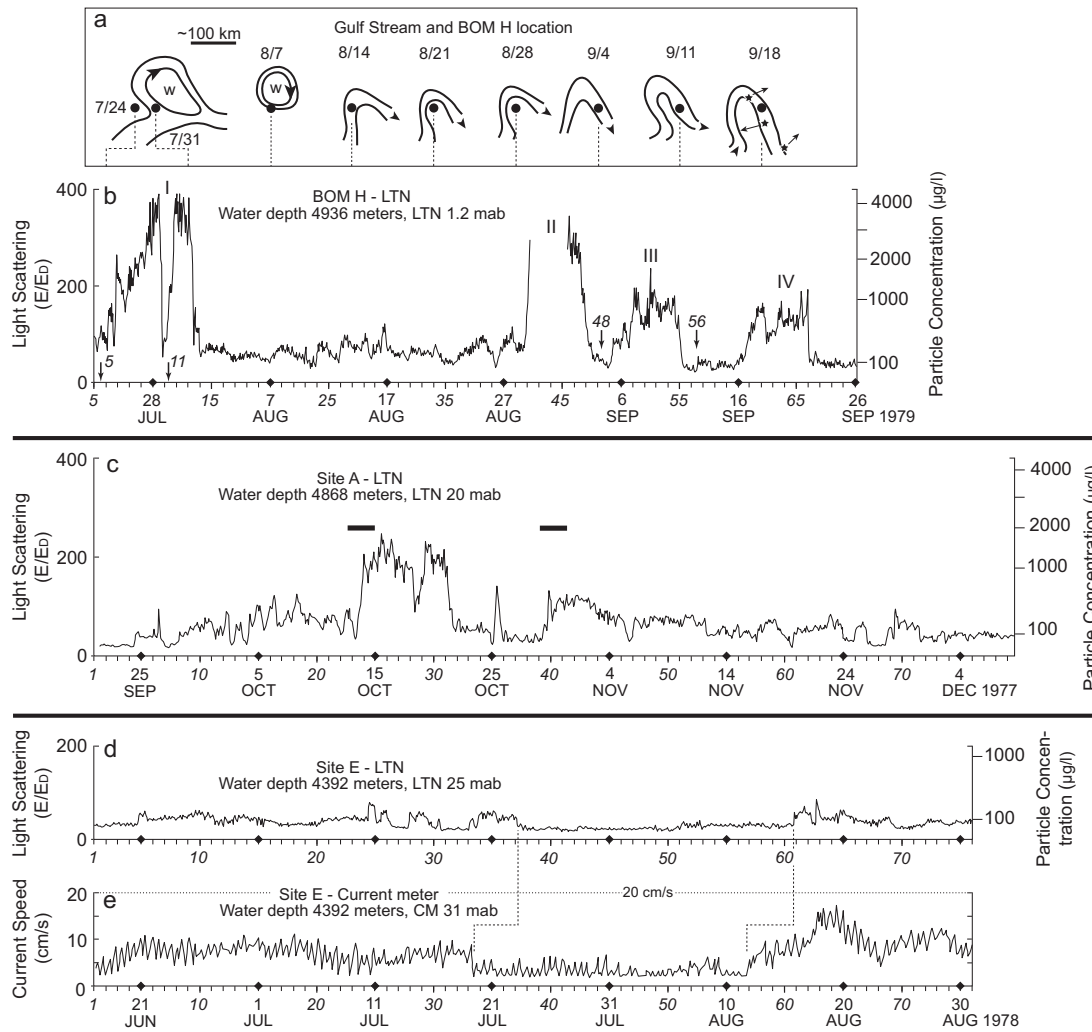 a
Gulf Stream and BOM H location
~100 km
8/7
8/14
8/21
8/28
9/4
9/11
9/18
W
W
7/24
7/31
b
BOM H - LTN
Water depth 4936 meters, LTN 1.2 mab
I
II
III
IV
5
11
48
56
400
200
0
Light Scattering
(E/ED)
4000
2000
1000
100
Particle Concentration (µg/l)
5 28 15 7 25 17 35 27 45 6 55 16 65 26
JUL AUG AUG AUG SEP SEP SEP 1979
c
Site A - LTN
Water depth 4868 meters, LTN 20 mab
400
200
0
Light Scattering
(E/ED)
4000
2000
1000
100
Particle Concentration (µg/l)
1 25 10 5 20 15 30 25 40 4 50 14 60 24 70 4
SEP OCT OCT OCT NOV NOV NOV DEC 1977
d
Site E - LTN
Water depth 4392 meters, LTN 25 mab
200
100
0
Light Scattering
(E/ED)
1000
100
Particle Concen-
tration (µg/l)
1 10 20 30 40 50 60 70
e
Site E - Current meter
Water depth 4392 meters, CM 31 mab
20 cm/s
20
10
0
Current Speed
(cm/s)
1 21 10 1 20 11 30 21 40 31 50 10 60 20 70 30
JUN JUL JUL JUL JUL AUG AUG AUG 1978